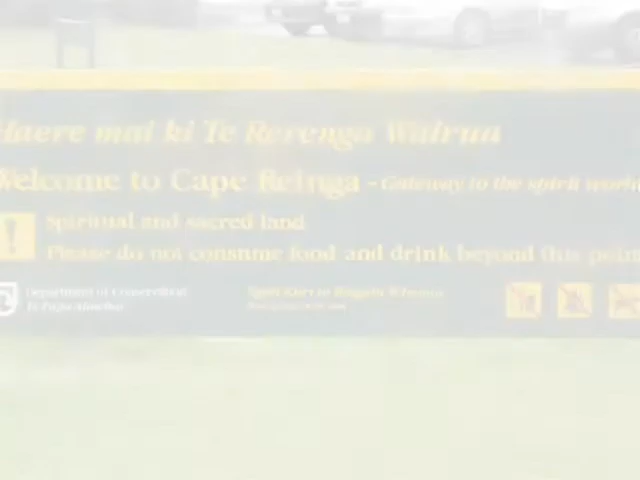 Haere mai ki Te Rerenga Wairua
Welcome to Cape Reinga - Gateway to the spirit world
! Spiritual and sacred land
Please do not consume food and drink beyond this point
Department of Conservation
Te Papa Atawhai